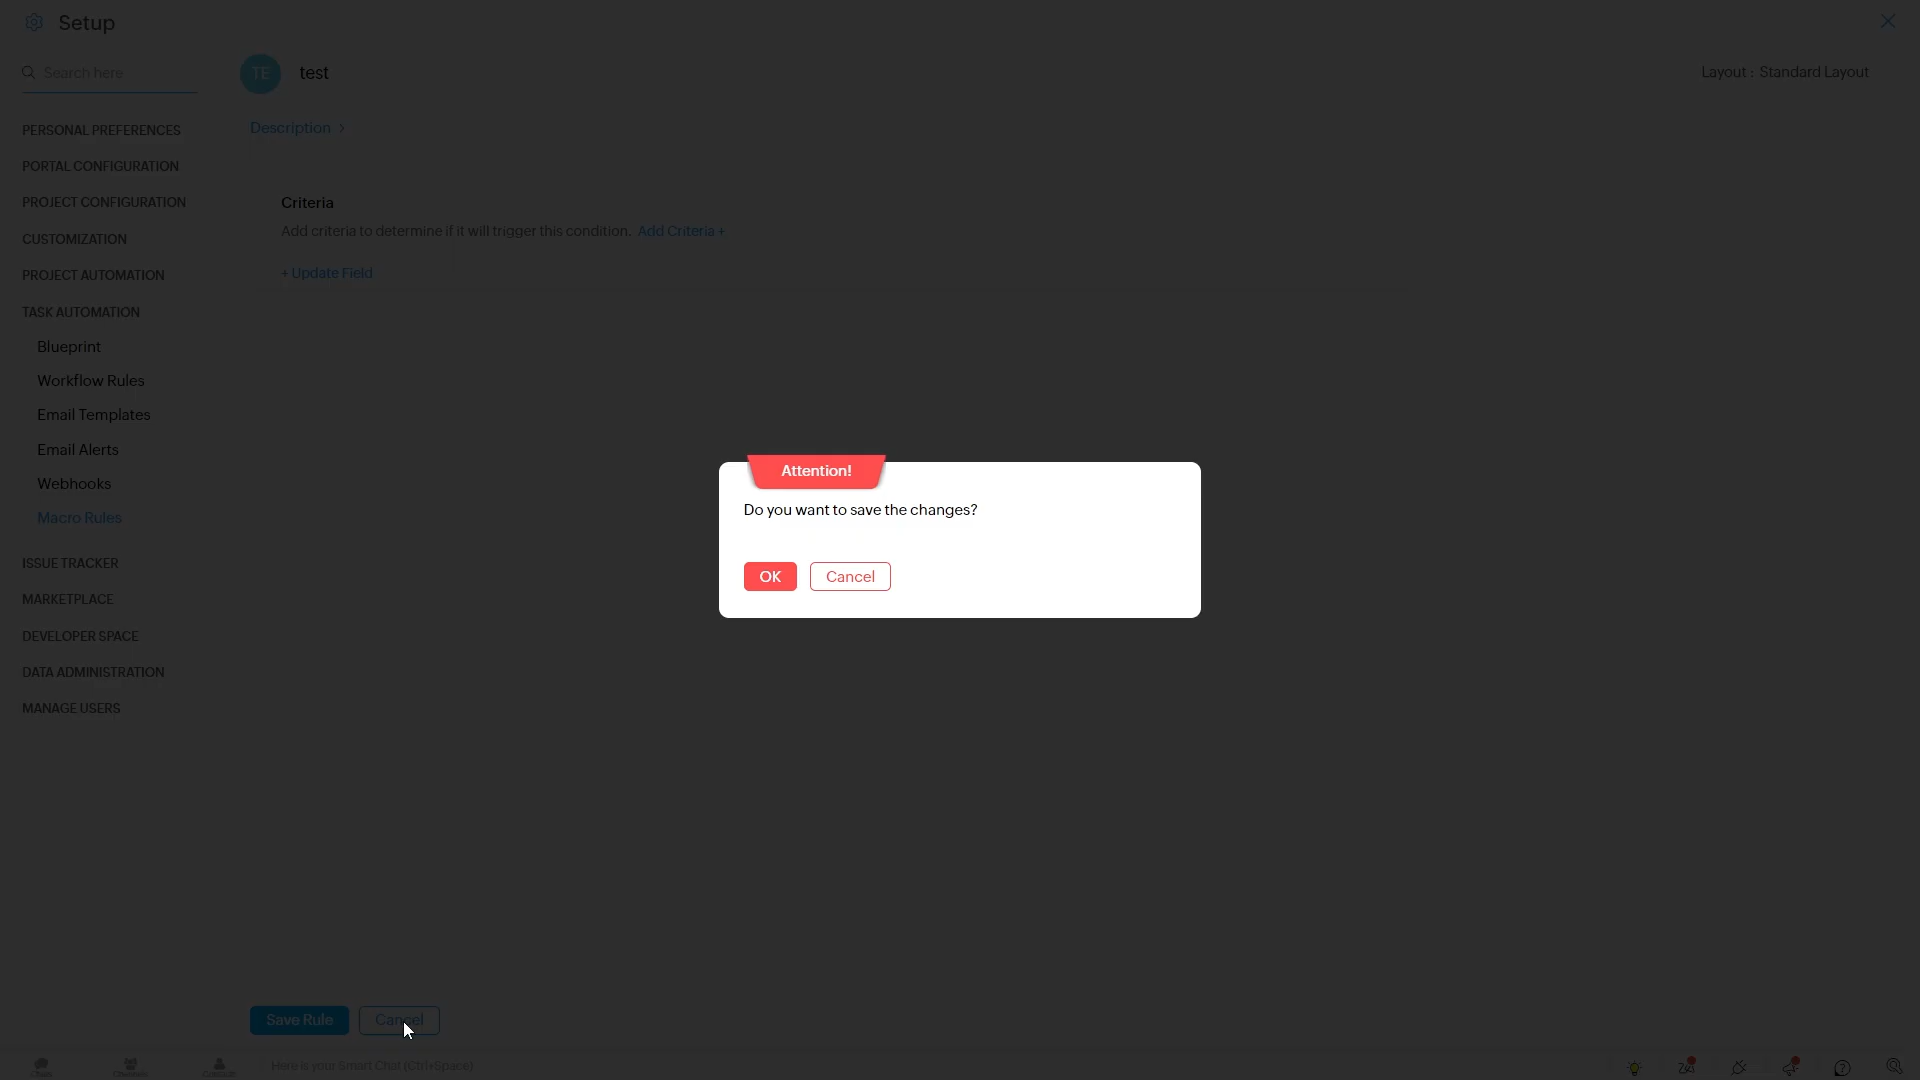 Setup
Search here
TE
test
Layout : Standard Layout
Description
PERSONAL PREFERENCES
PORTAL CONFIGURATION
PROJECT CONFIGURATION
CUSTOMIZATION
PROJECT AUTOMATION
TASK AUTOMATION
Blueprint
Workflow Rules
Email Templates
Email Alerts
Webhooks
Macro Rules
ISSUE TRACKER
MARKETPLACE
DEVELOPER SPACE
DATA ADMINISTRATION
MANAGE USERS
Criteria
Add criteria to determine if it will trigger this condition. Add Criteria +
+ Update Field
Attention!
Do you want to save the changes?
OK
Cancel
Save Rule
Cancel
Chats
Channels
Contacts
Here is your Smart Chat (Ctrl+Space)